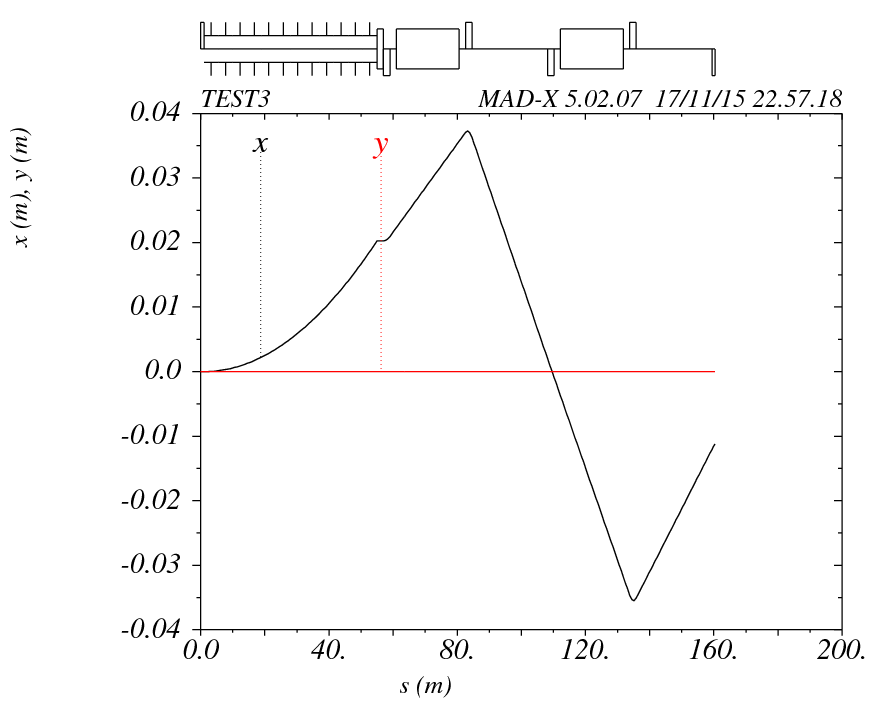 TEST3 MAD-X 5.02.07 17/11/15 22.57.18
0.04
x y
0.03
0.02
0.01
0.0
-0.01
-0.02
-0.03
-0.04
x (m), y (m)
0.0 40. 80. 120. 160. 200.
s (m)